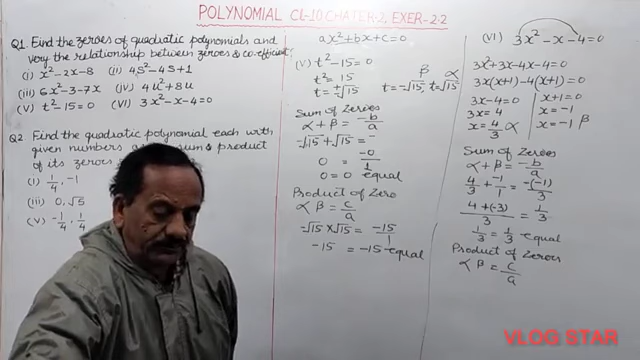 POLYNOMIAL CL-10 CHATER-2, EXER-2.2
Q1. Find the zeroes of quadratic polynomials and
very the relationship between zeroes & co-efficient:
(i) x²-2x-8 (ii) 4S²-4S+1
(iii) 6x²-3-7x (iv) 4u²+8u
(V) t²-15=0 (VI) 3x²-x-4=0
Q2. Find the quadratic polynomial each with
given numbers as sum & product
of its zeroes
(i) 1/4, -1
(iii) 0, √5
(v) -1/4, 1/4
ax²+bx+c=0
(V) t²-15=0
t²=15
t=±√15
β α
t=-√15, t=√15
Sum of Zeroes
α+β = -b/a
-√15+√15 =
0 = -0/1
0 = 0 equal
Product of Zero
αβ = c/a
-√15 × √15 = -15/1
-15 = -15 equal
(VI) 3x²-x-4=0
3x²+3x-4x-4=0
3x(x+1)-4(x+1)=0
3x-4=0
3x=4
x=4/3 α
x+1=0
x=-1
x=-1 β
Sum of Zeroes
α+β = -b/a
4/3 + -1/1 = -(-1)/3
4+(-3)/3 = 1/3
1/3 = 1/3 equal
Product of Zeroes
αβ = c/a
VLOG STAR